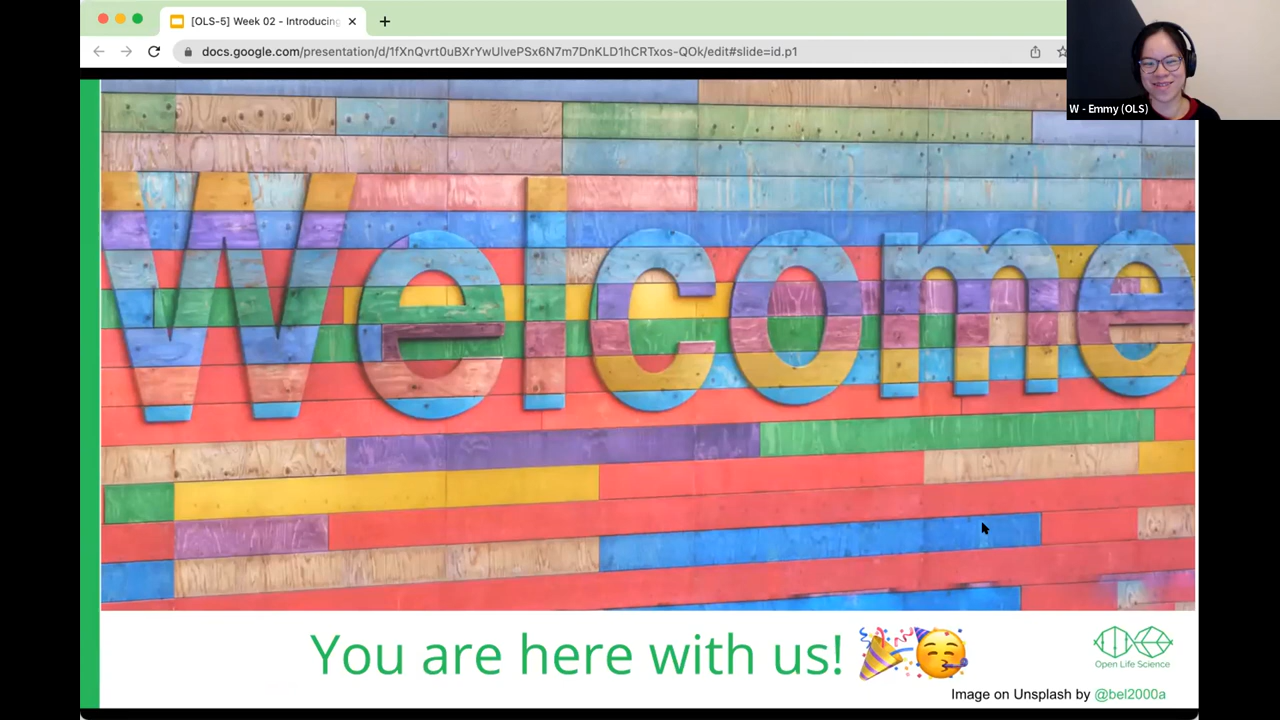 [OLS-5] Week 02 - Introducing
docs.google.com/presentation/d/1fXnQvrt0uBXrYwUlvePSx6N7m7DnKLD1hCRTxos-QOk/edit#slide=id.p1
W - Emmy (OLS)
Welcome
You are here with us! 🎉🥳
Open Life Science
Image on Unsplash by @bel2000a